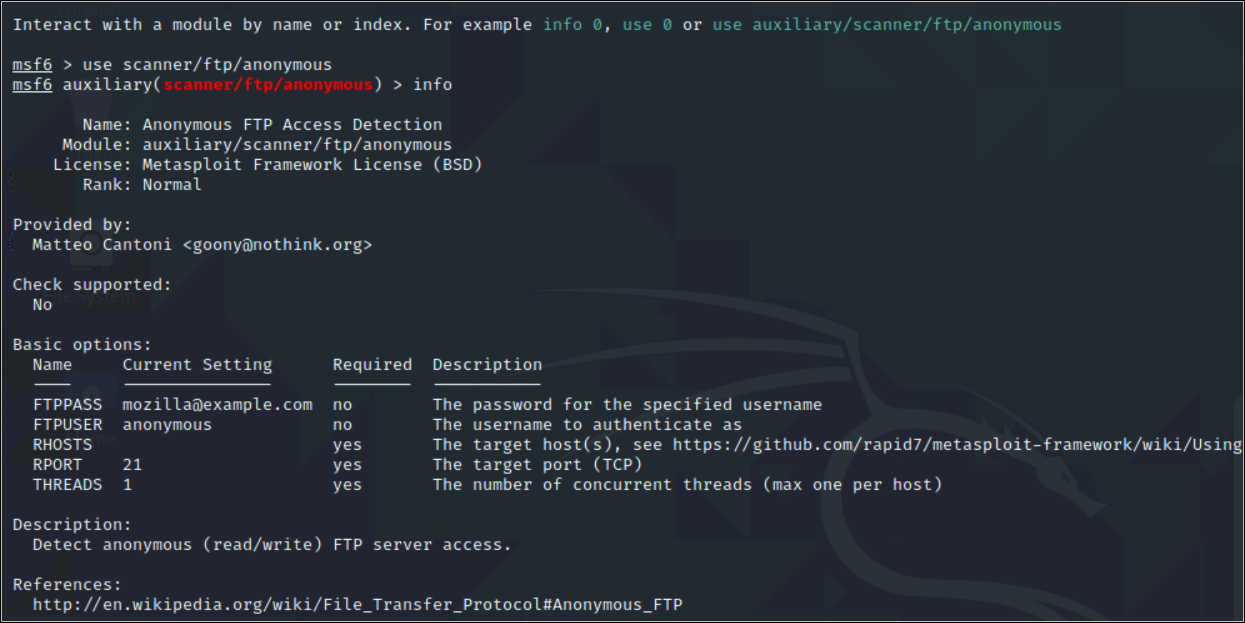 Interact with a module by name or index. For example info 0, use 0 or use auxiliary/scanner/ftp/anonymous
msf6 > use scanner/ftp/anonymous
msf6 auxiliary(scanner/ftp/anonymous) > info
Name: Anonymous FTP Access Detection
Module: auxiliary/scanner/ftp/anonymous
License: Metasploit Framework License (BSD)
Rank: Normal
Provided by:
Matteo Cantoni <goony@nothink.org>
Check supported:
No
Basic options:
Name Current Setting Required Description
FTPPASS mozilla@example.com no The password for the specified username
FTPUSER anonymous no The username to authenticate as
RHOSTS yes The target host(s), see https://github.com/rapid7/metasploit-framework/wiki/Using
RPORT 21 yes The target port (TCP)
THREADS 1 yes The number of concurrent threads (max one per host)
Description:
Detect anonymous (read/write) FTP server access.
References:
http://en.wikipedia.org/wiki/File_Transfer_Protocol#Anonymous_FTP